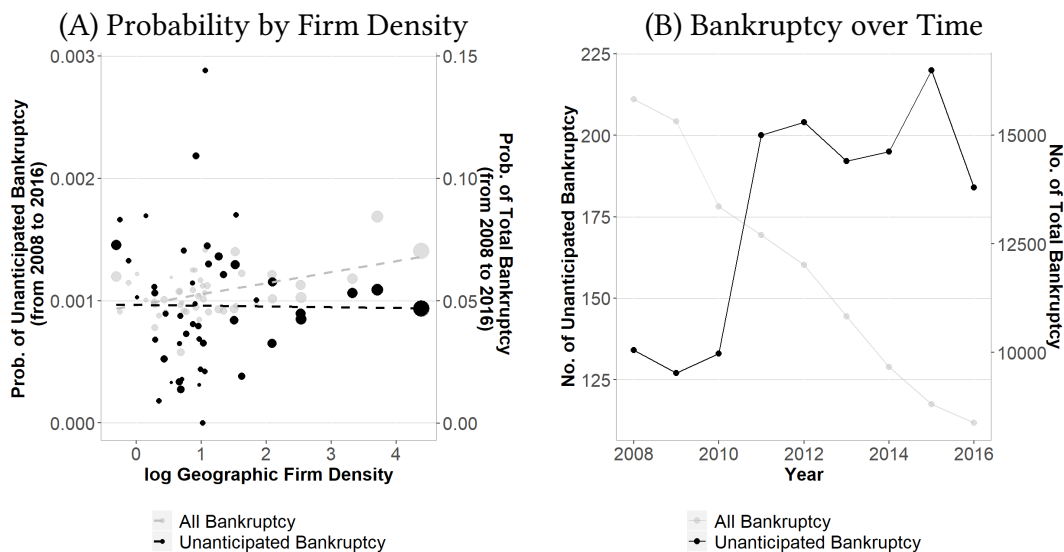 (A) Probability by Firm Density
0.003
0.002
0.001
0.000
Prob. of Unanticipated Bankruptcy
(from 2008 to 2016)
0.15
0.10
0.05
0.00
Prob. of Total Bankruptcy
(from 2008 to 2016)
0
1
2
3
4
log Geographic Firm Density
All Bankruptcy
Unanticipated Bankruptcy
(B) Bankruptcy over Time
225
200
175
150
125
No. of Unanticipated Bankruptcy
15000
12500
10000
No. of Total Bankruptcy
2008
2010
2012
2014
2016
Year
All Bankruptcy
Unanticipated Bankruptcy